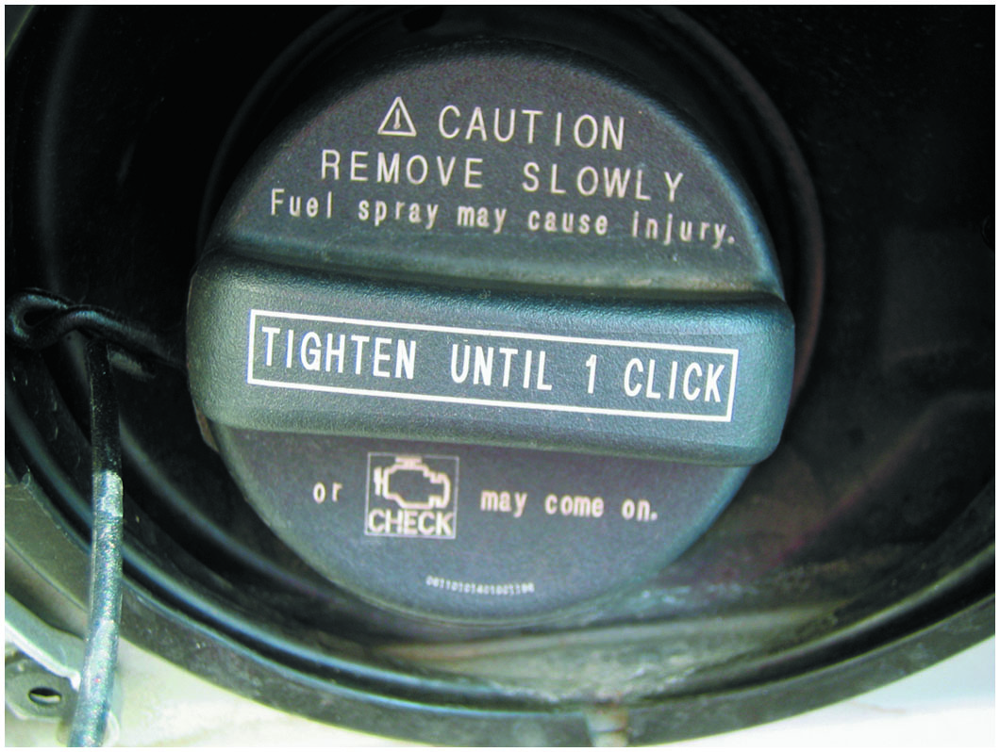 CAUTION
REMOVE SLOWLY
Fuel spray may cause injury.
TIGHTEN UNTIL 1 CLICK
or CHECK may come on.